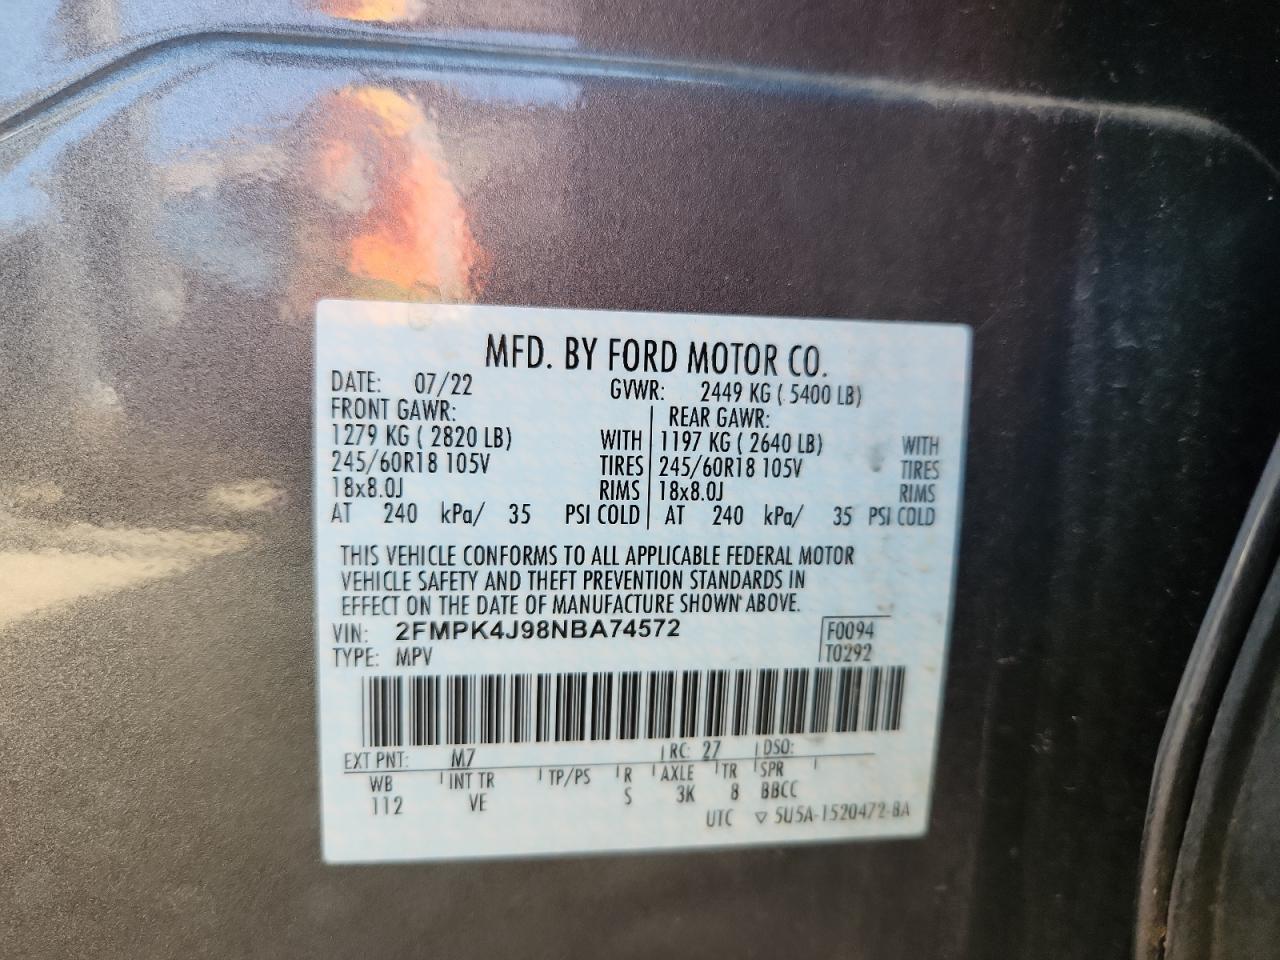 MFD. BY FORD MOTOR CO.
DATE: 07/22 GVWR: 2449 KG ( 5400 LB)
FRONT GAWR: REAR GAWR:
1279 KG ( 2820 LB) WITH 1197 KG ( 2640 LB) WITH
245/60R18 105V TIRES 245/60R18 105V TIRES
18x8.0J RIMS 18x8.0J RIMS
AT 240 kPa/ 35 PSI COLD AT 240 kPa/ 35 PSI COLD
THIS VEHICLE CONFORMS TO ALL APPLICABLE FEDERAL MOTOR
VEHICLE SAFETY AND THEFT PREVENTION STANDARDS IN
EFFECT ON THE DATE OF MANUFACTURE SHOWN ABOVE.
VIN: 2FMPK4J98NBA74572 F0094
TYPE: MPV T0292
EXT PNT: M7 RC: 27 DSO:
WB INT TR TP/PS R AXLE TR SPR
112 VE S 3K 8 BBCC
UTC ▽ 5U5A-1520472-BA